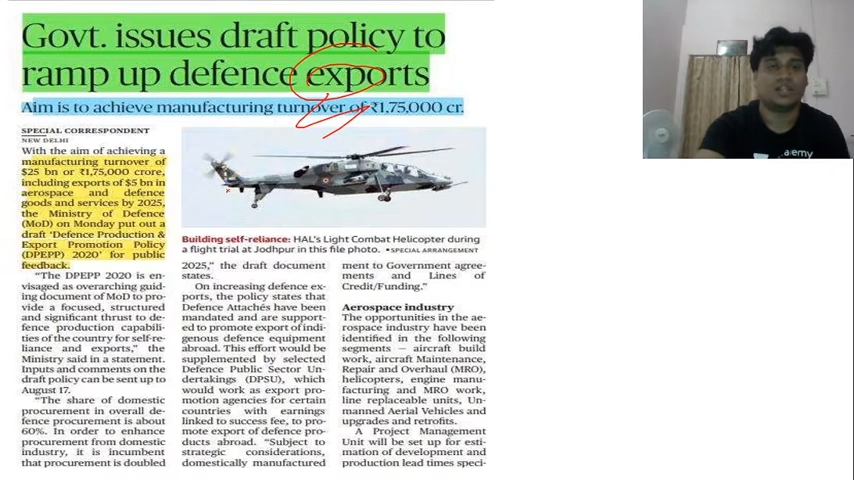 Govt. issues draft policy to
ramp up defence exports
Aim is to achieve manufacturing turnover of ₹1,75,000 cr.
SPECIAL CORRESPONDENT
NEW DELHI
With the aim of achieving a
manufacturing turnover of
$25 bn or ₹1,75,000 crore,
including exports of $5 bn in
aerospace and defence
goods and services by 2025,
the Ministry of Defence
(MoD) on Monday put out a
draft ‘Defence Production &
Export Promotion Policy
(DPEPP) 2020’ for public
feedback.
“The DPEPP 2020 is en-
visaged as overarching guid-
ing document of MoD to pro-
vide a focused, structured
and significant thrust to de-
fence production capabili-
ties of the country for self-re-
liance and exports,” the
Ministry said in a statement.
Inputs and comments on the
draft policy can be sent up to
August 17.
“The share of domestic
procurement in overall de-
fence procurement is about
60%. In order to enhance
procurement from domestic
industry, it is incumbent
that procurement is doubled
Building self-reliance: HAL's Light Combat Helicopter during
a flight trial at Jodhpur in this file photo. •SPECIAL ARRANGEMENT
2025,” the draft document
states.
On increasing defence ex-
ports, the policy states that
Defence Attachés have been
mandated and are support-
ed to promote export of indi-
genous defence equipment
abroad. This effort would be
supplemented by selected
Defence Public Sector Un-
dertakings (DPSU), which
would work as export pro-
motion agencies for certain
countries with earnings
linked to success fee, to pro-
mote export of defence pro-
ducts abroad. “Subject to
strategic considerations,
domestically manufactured
ment to Government agree-
ments and Lines of
Credit/Funding.”
Aerospace industry
The opportunities in the ae-
rospace industry have been
identified in the following
segments — aircraft build
work, aircraft Maintenance,
Repair and Overhaul (MRO),
helicopters, engine manu-
facturing and MRO work,
line replaceable units, Un-
manned Aerial Vehicles and
upgrades and retrofits.
A Project Management
Unit will be set up for esti-
mation of development and
production lead times speci-